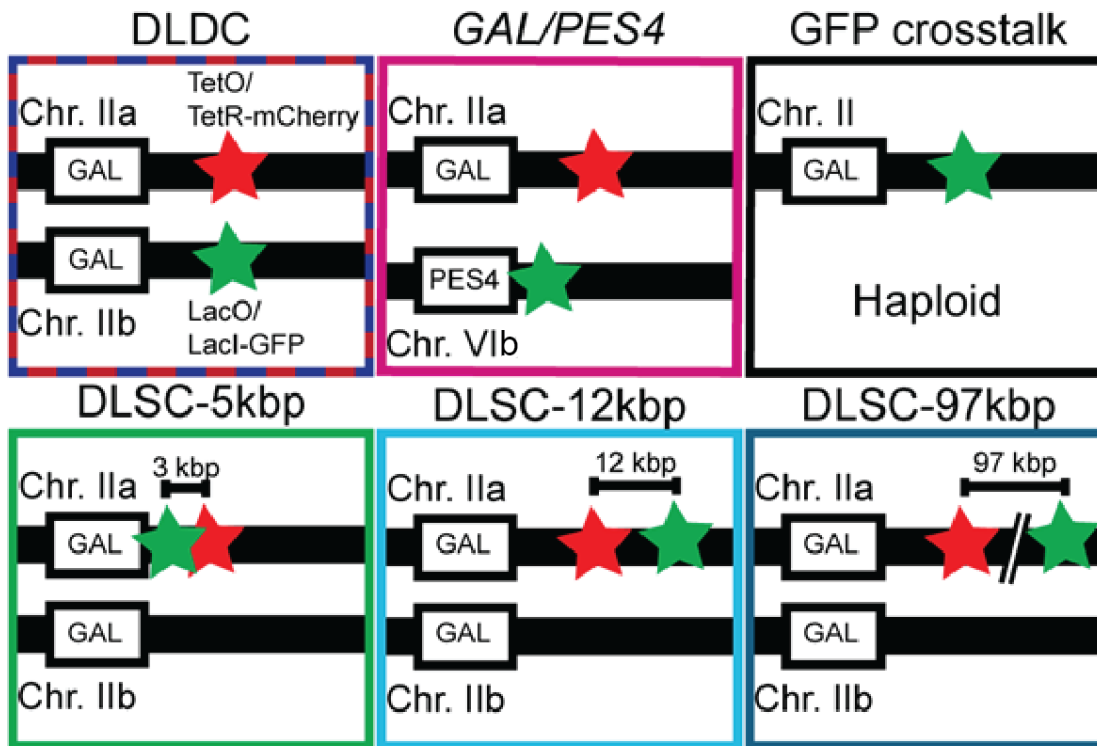 DLDC
TetO/
TetR-mCherry
Chr. IIa
GAL
GAL
Chr. IIb
LacO/
LacI-GFP
GAL/PES4
Chr. IIa
GAL
PES4
Chr. VIb
GFP crosstalk
Chr. II
GAL
Haploid
DLSC-5kbp
3 kbp
Chr. IIa
GAL
GAL
Chr. IIb
DLSC-12kbp
12 kbp
Chr. IIa
GAL
GAL
Chr. IIb
DLSC-97kbp
97 kbp
Chr. IIa
GAL
GAL
Chr. IIb